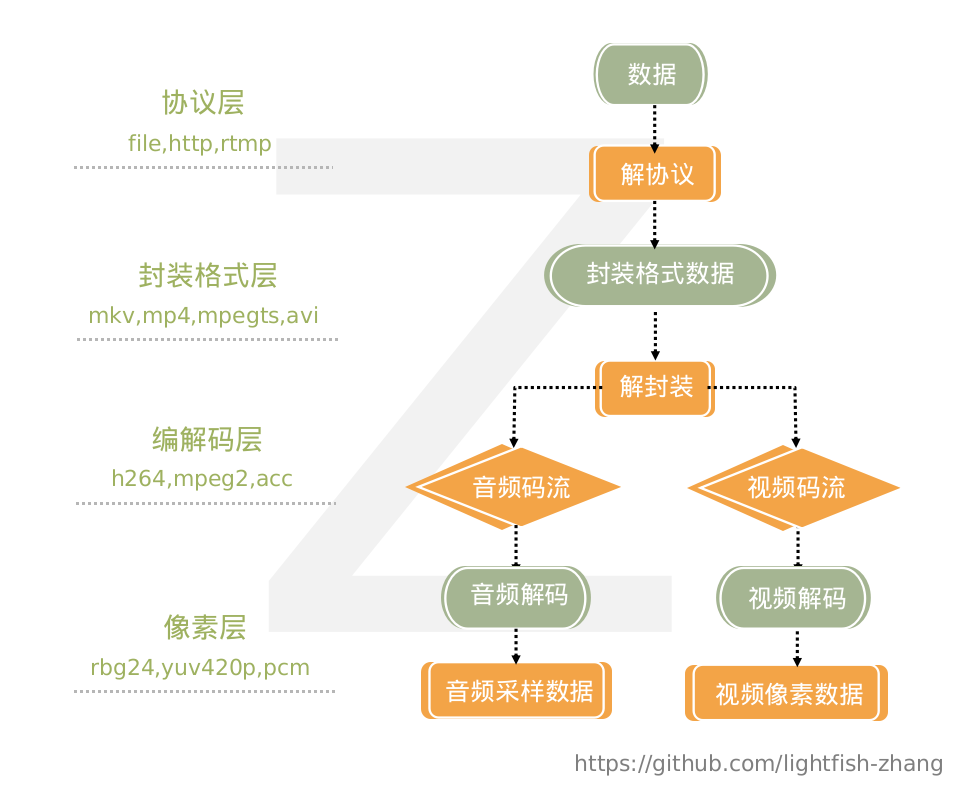 数据
协议层
file,http,rtmp
解协议
封装格式层
封装格式数据
mkv,mp4,mpegts,avi
解封装
编解码层
h264,mpeg2,acc
音频码流
视频码流
音频解码
视频解码
像素层
rbg24,yuv420p,pcm
音频采样数据
视频像素数据
https://github.com/lightfish-zhang